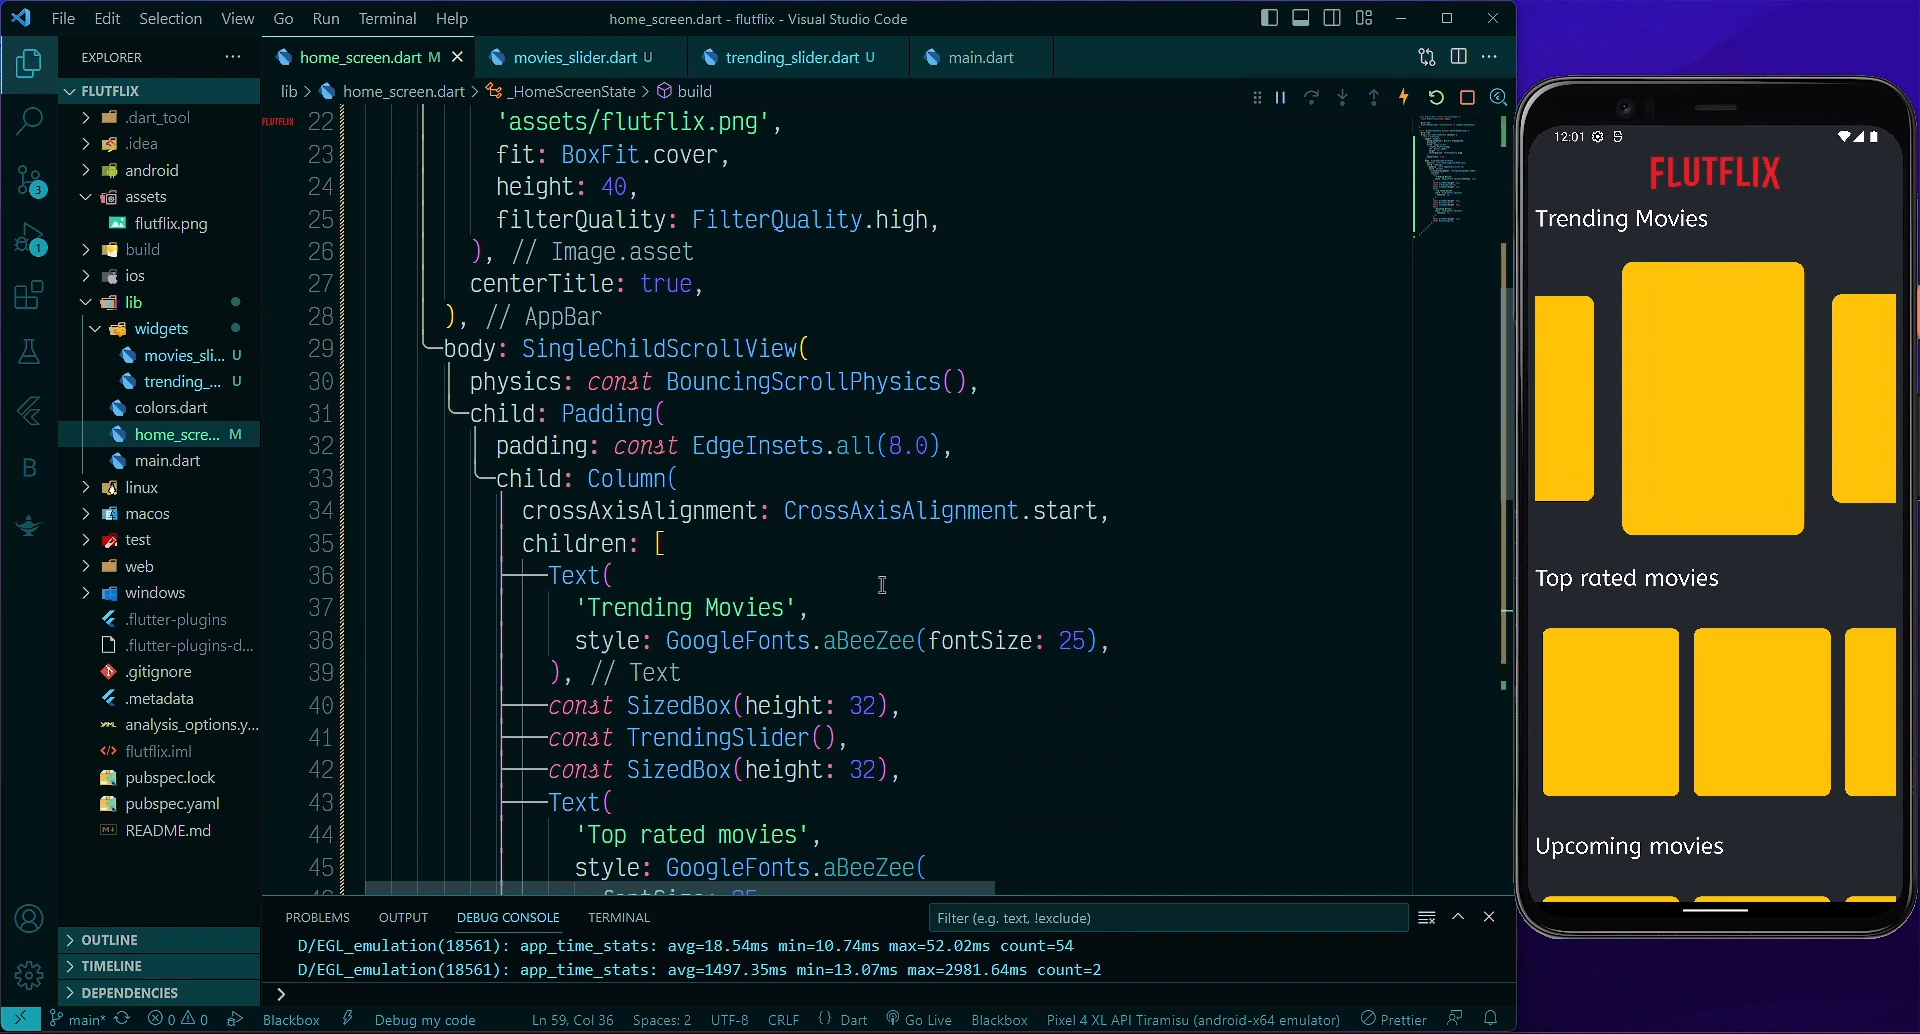 File Edit Selection View Go Run Terminal Help
home_screen.dart - flutflix - Visual Studio Code
EXPLORER
home_screen.dart M
movies_slider.dart U
trending_slider.dart U
main.dart
FLUTFLIX
lib > home_screen.dart > _HomeScreenState > build
.dart_tool
.idea
android
assets
flutflix.png
build
ios
lib
widgets
movies_sli... U
trending_... U
colors.dart
home_scre... M
main.dart
linux
macos
test
web
windows
.flutter-plugins
.flutter-plugins-d...
.gitignore
.metadata
analysis_options.y...
flutflix.iml
pubspec.lock
pubspec.yaml
README.md
OUTLINE
TIMELINE
DEPENDENCIES
3
1
B
FLUTFLIX
22 'assets/flutflix.png',
23 fit: BoxFit.cover,
24 height: 40,
25 filterQuality: FilterQuality.high,
26 ), // Image.asset
27 centerTitle: true,
28 ), // AppBar
29 body: SingleChildScrollView(
30 physics: const BouncingScrollPhysics(),
31 child: Padding(
32 padding: const EdgeInsets.all(8.0),
33 child: Column(
34 crossAxisAlignment: CrossAxisAlignment.start,
35 children: [
36 Text(
37 'Trending Movies',
38 style: GoogleFonts.aBeeZee(fontSize: 25),
39 ), // Text
40 const SizedBox(height: 32),
41 const TrendingSlider(),
42 const SizedBox(height: 32),
43 Text(
44 'Top rated movies',
45 style: GoogleFonts.aBeeZee(
PROBLEMS OUTPUT DEBUG CONSOLE TERMINAL
Filter (e.g. text, !exclude)
D/EGL_emulation(18561): app_time_stats: avg=18.54ms min=10.74ms max=52.02ms count=54
D/EGL_emulation(18561): app_time_stats: avg=1497.35ms min=13.07ms max=2981.64ms count=2
>
main* 0 0 Blackbox Debug my code Ln 59, Col 36 Spaces: 2 UTF-8 CRLF {} Dart Go Live Blackbox Pixel 4 XL API Tiramisu (android-x64 emulator) Prettier
12:01
FLUTFLIX
Trending Movies
Top rated movies
Upcoming movies